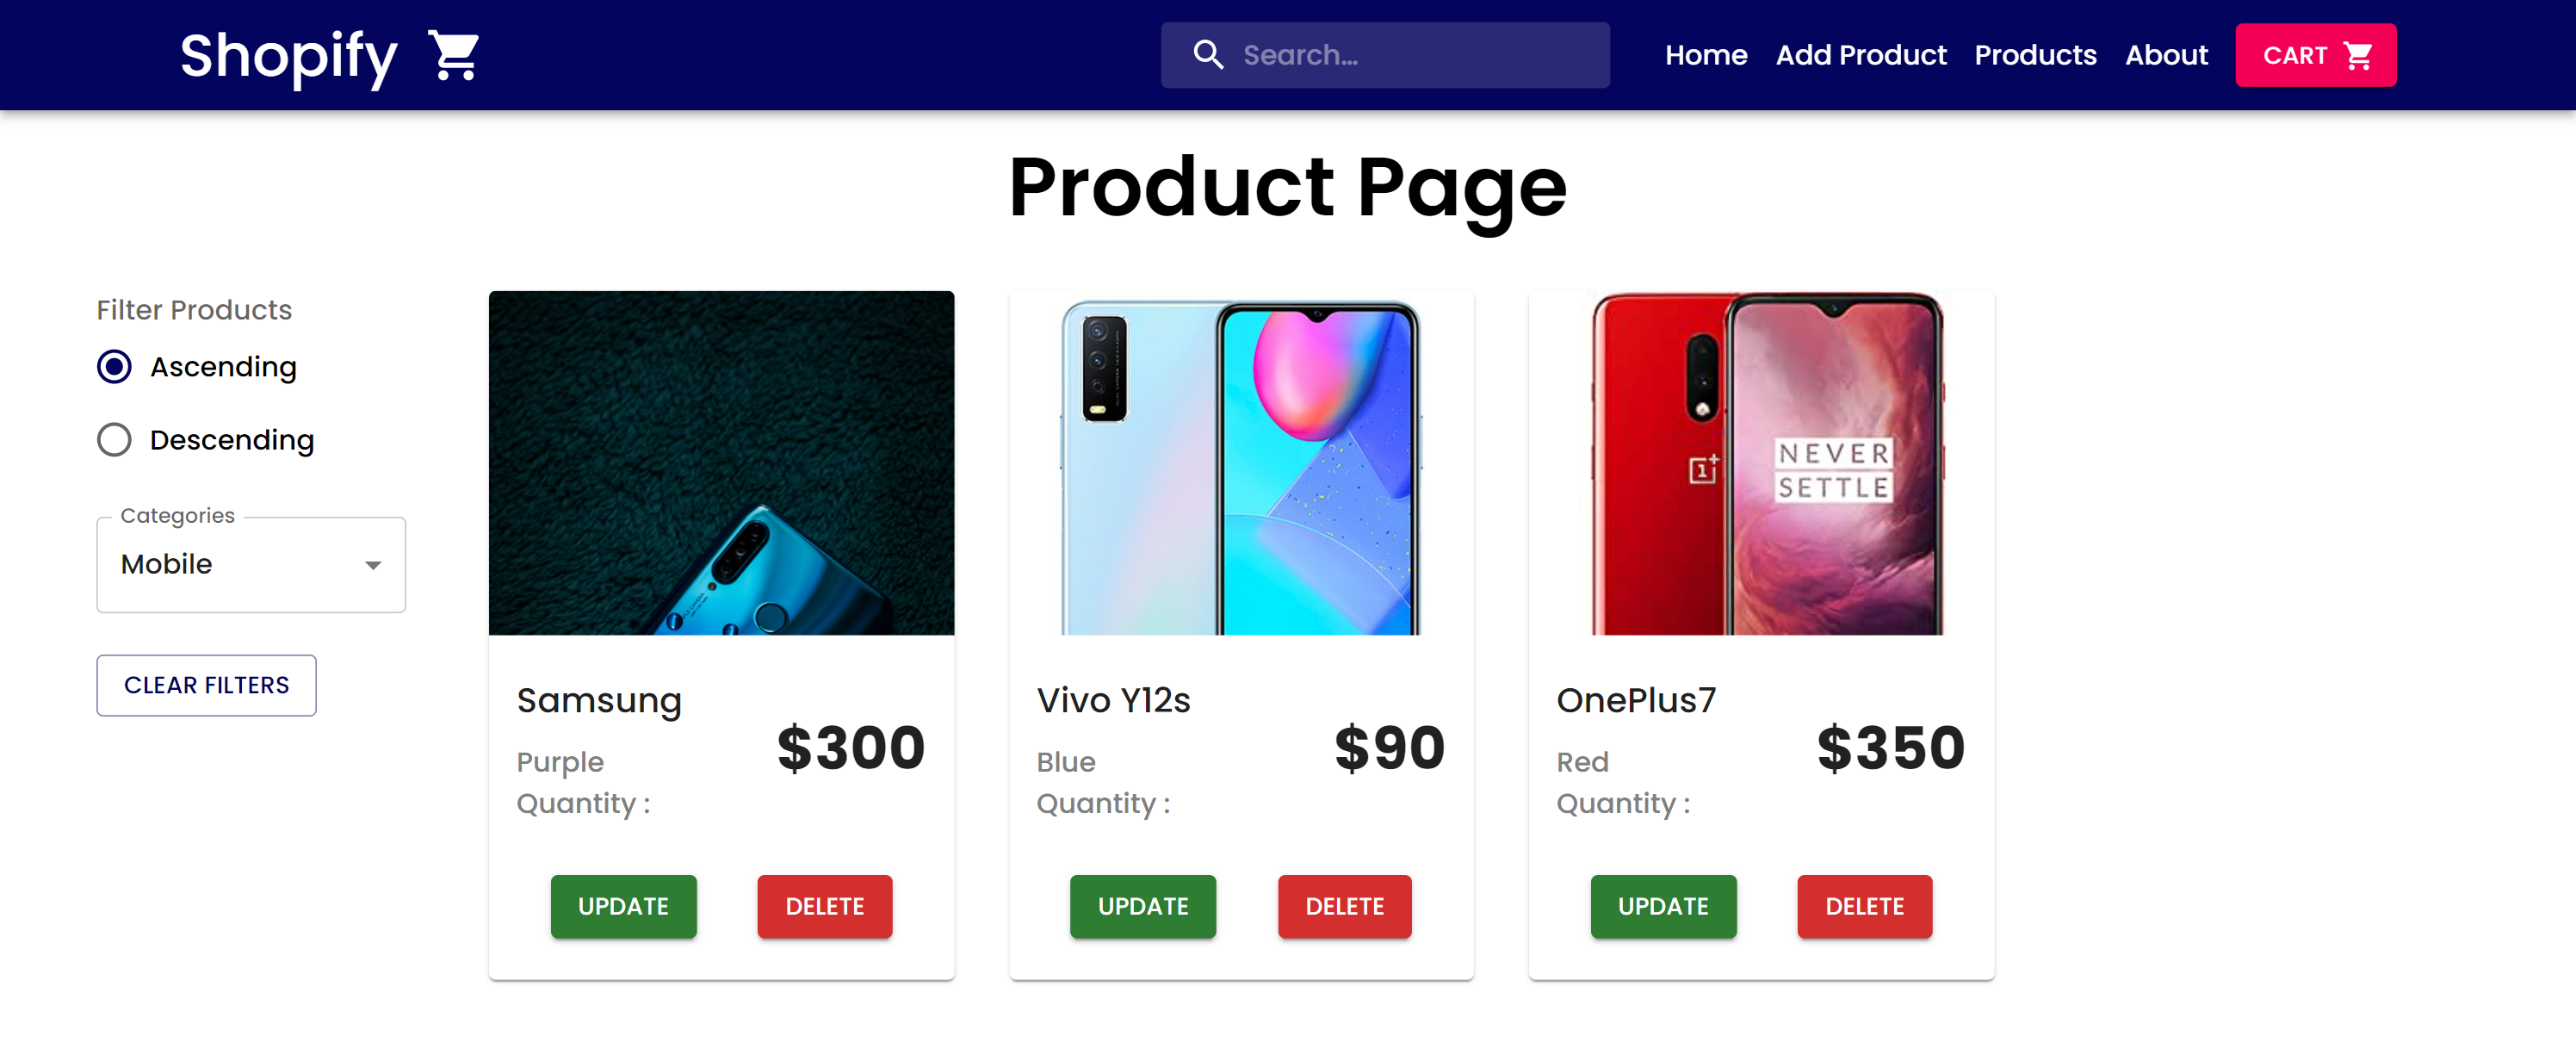 Shopify
Search...
Home
Add Product
Products
About
CART
Product Page
Filter Products
Ascending
Descending
Categories
Mobile
CLEAR FILTERS
Samsung
Purple
Quantity :
$300
UPDATE
DELETE
Vivo Y12s
Blue
Quantity :
$90
UPDATE
DELETE
NEVER
SETTLE
OnePlus7
Red
Quantity :
$350
UPDATE
DELETE